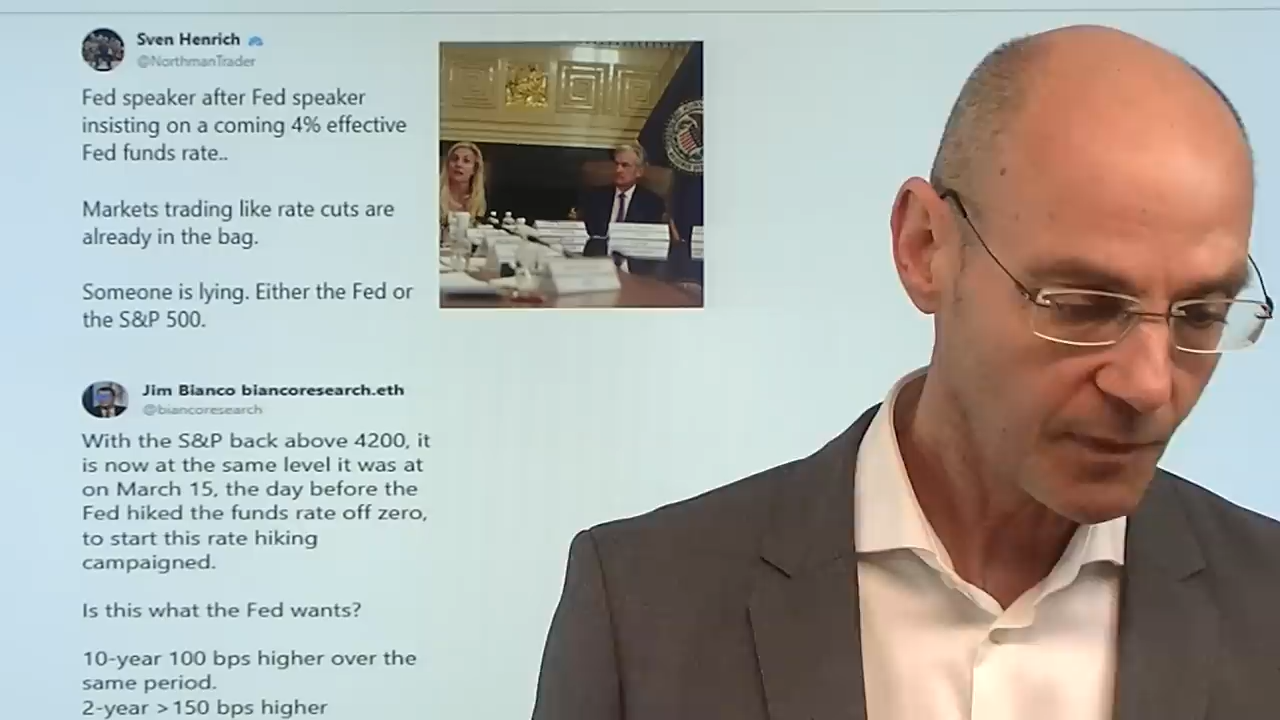 Sven Henrich
@NorthmanTrader
Fed speaker after Fed speaker
insisting on a coming 4% effective
Fed funds rate..
Markets trading like rate cuts are
already in the bag.
Someone is lying. Either the Fed or
the S&P 500.
Jim Bianco biancoresearch.eth
@biancoresearch
With the S&P back above 4200, it
is now at the same level it was at
on March 15, the day before the
Fed hiked the funds rate off zero,
to start this rate hiking
campaigned.
Is this what the Fed wants?
10-year 100 bps higher over the
same period.
2-year >150 bps higher